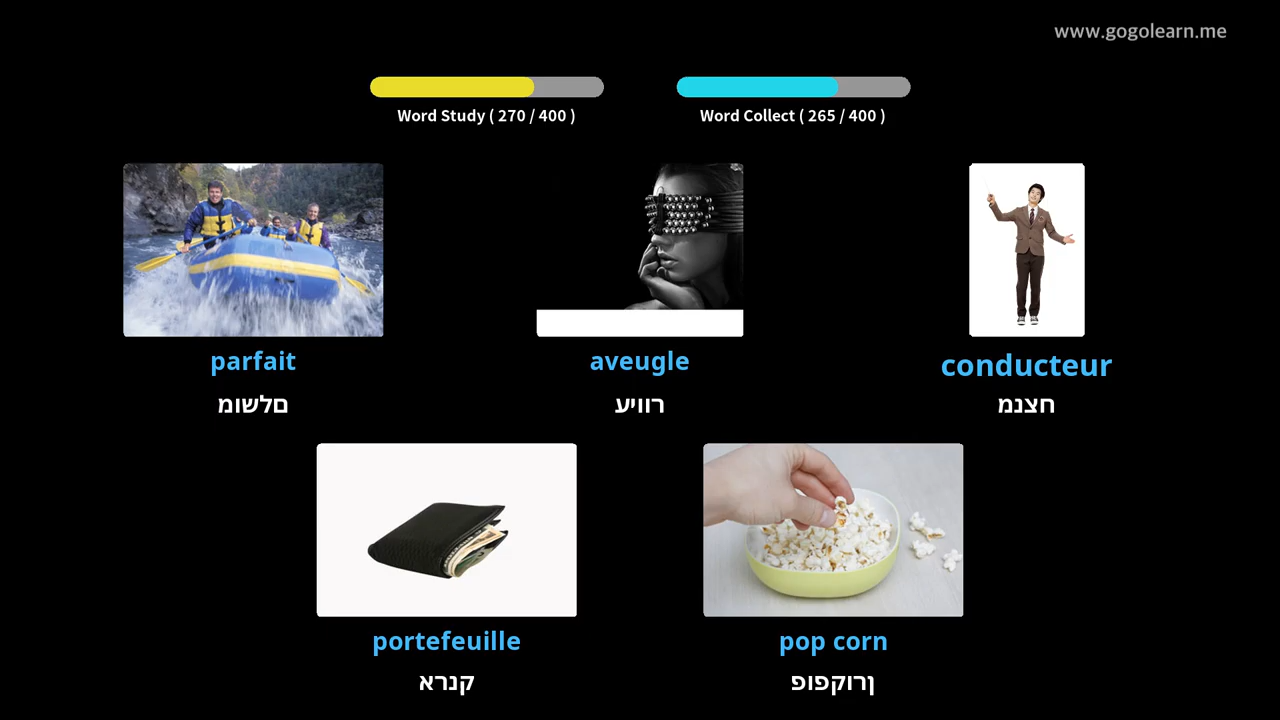 www.gogolearn.me
Word Study ( 270 / 400 )
Word Collect ( 265 / 400 )
parfait
מושלם
aveugle
עיוור
conducteur
מנצח
portefeuille
ארנק
pop corn
פופקורן